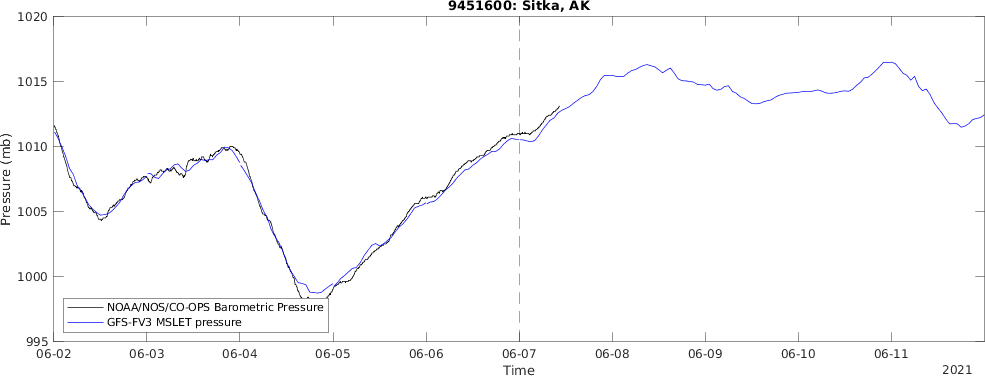 9451600: Sitka, AK
1020
1015
1010
1005
1000
995
Pressure (mb)
NOAA/NOS/CO-OPS Barometric Pressure
GFS-FV3 MSLET pressure
06-02 06-03 06-04 06-05 06-06 06-07 06-08 06-09 06-10 06-11
Time
2021